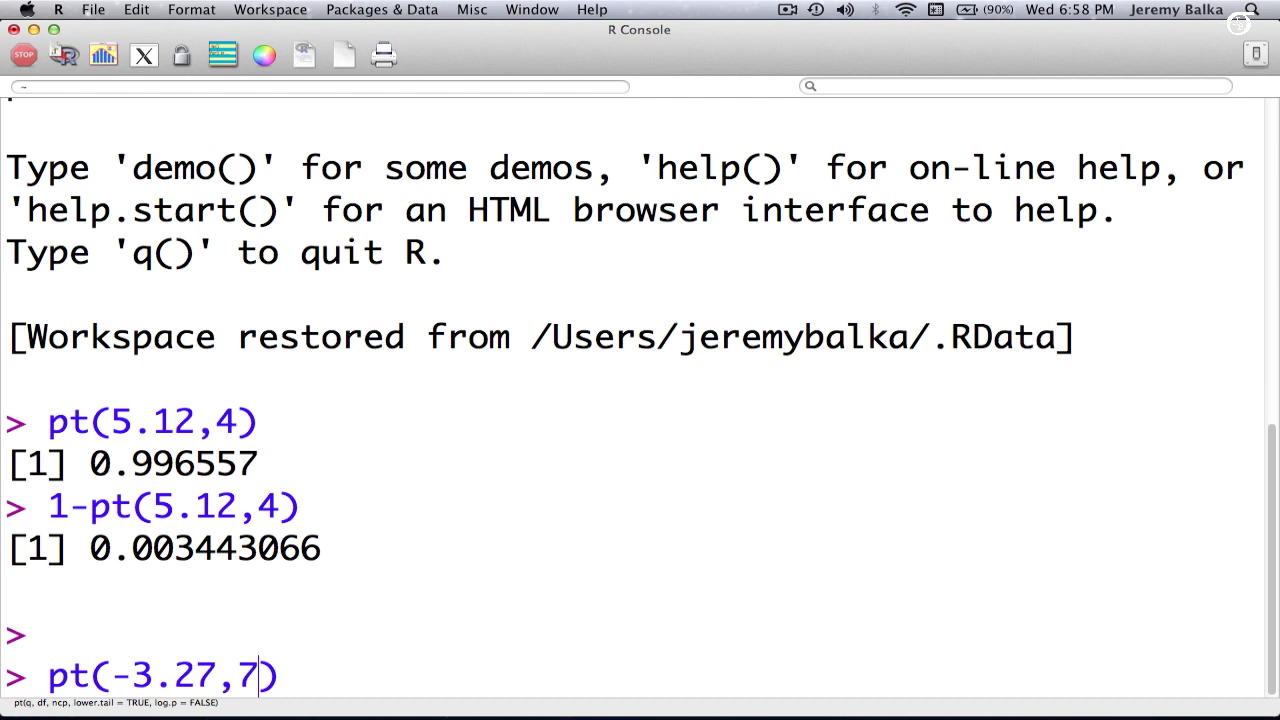 R File Edit Format Workspace Packages & Data Misc Window Help (90%) Wed 6:58 PM Jeremy Balka
R Console
STOP
~
Type 'demo()' for some demos, 'help()' for on-line help, or
'help.start()' for an HTML browser interface to help.
Type 'q()' to quit R.
[Workspace restored from /Users/jeremybalka/.RData]
> pt(5.12,4)
[1] 0.996557
> 1-pt(5.12,4)
[1] 0.003443066
>
> pt(-3.27,7)
pt(q, df, ncp, lower.tail = TRUE, log.p = FALSE)